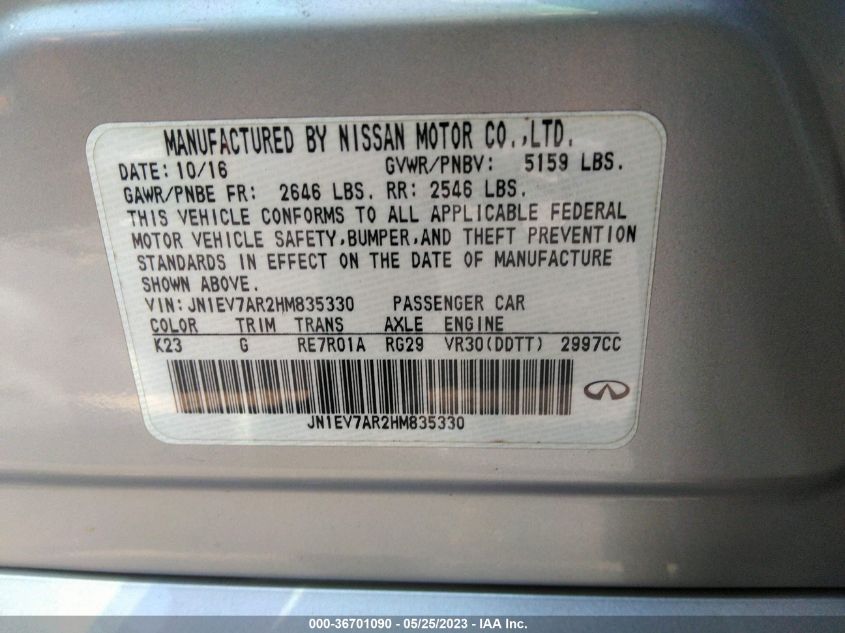 MANUFACTURED BY NISSAN MOTOR CO.,LTD.
DATE: 10/16 GVWR/PNBV: 5159 LBS.
GAWR/PNBE FR: 2646 LBS. RR: 2546 LBS.
THIS VEHICLE CONFORMS TO ALL APPLICABLE FEDERAL
MOTOR VEHICLE SAFETY,BUMPER,AND THEFT PREVENTION
STANDARDS IN EFFECT ON THE DATE OF MANUFACTURE
SHOWN ABOVE.
VIN: JN1EV7AR2HM835330 PASSENGER CAR
COLOR TRIM TRANS AXLE ENGINE
K23 G RE7R01A RG29 VR30(DDTT) 2997CC
JN1EV7AR2HM835330
000-36701090 - 05/25/2023 - IAA Inc.